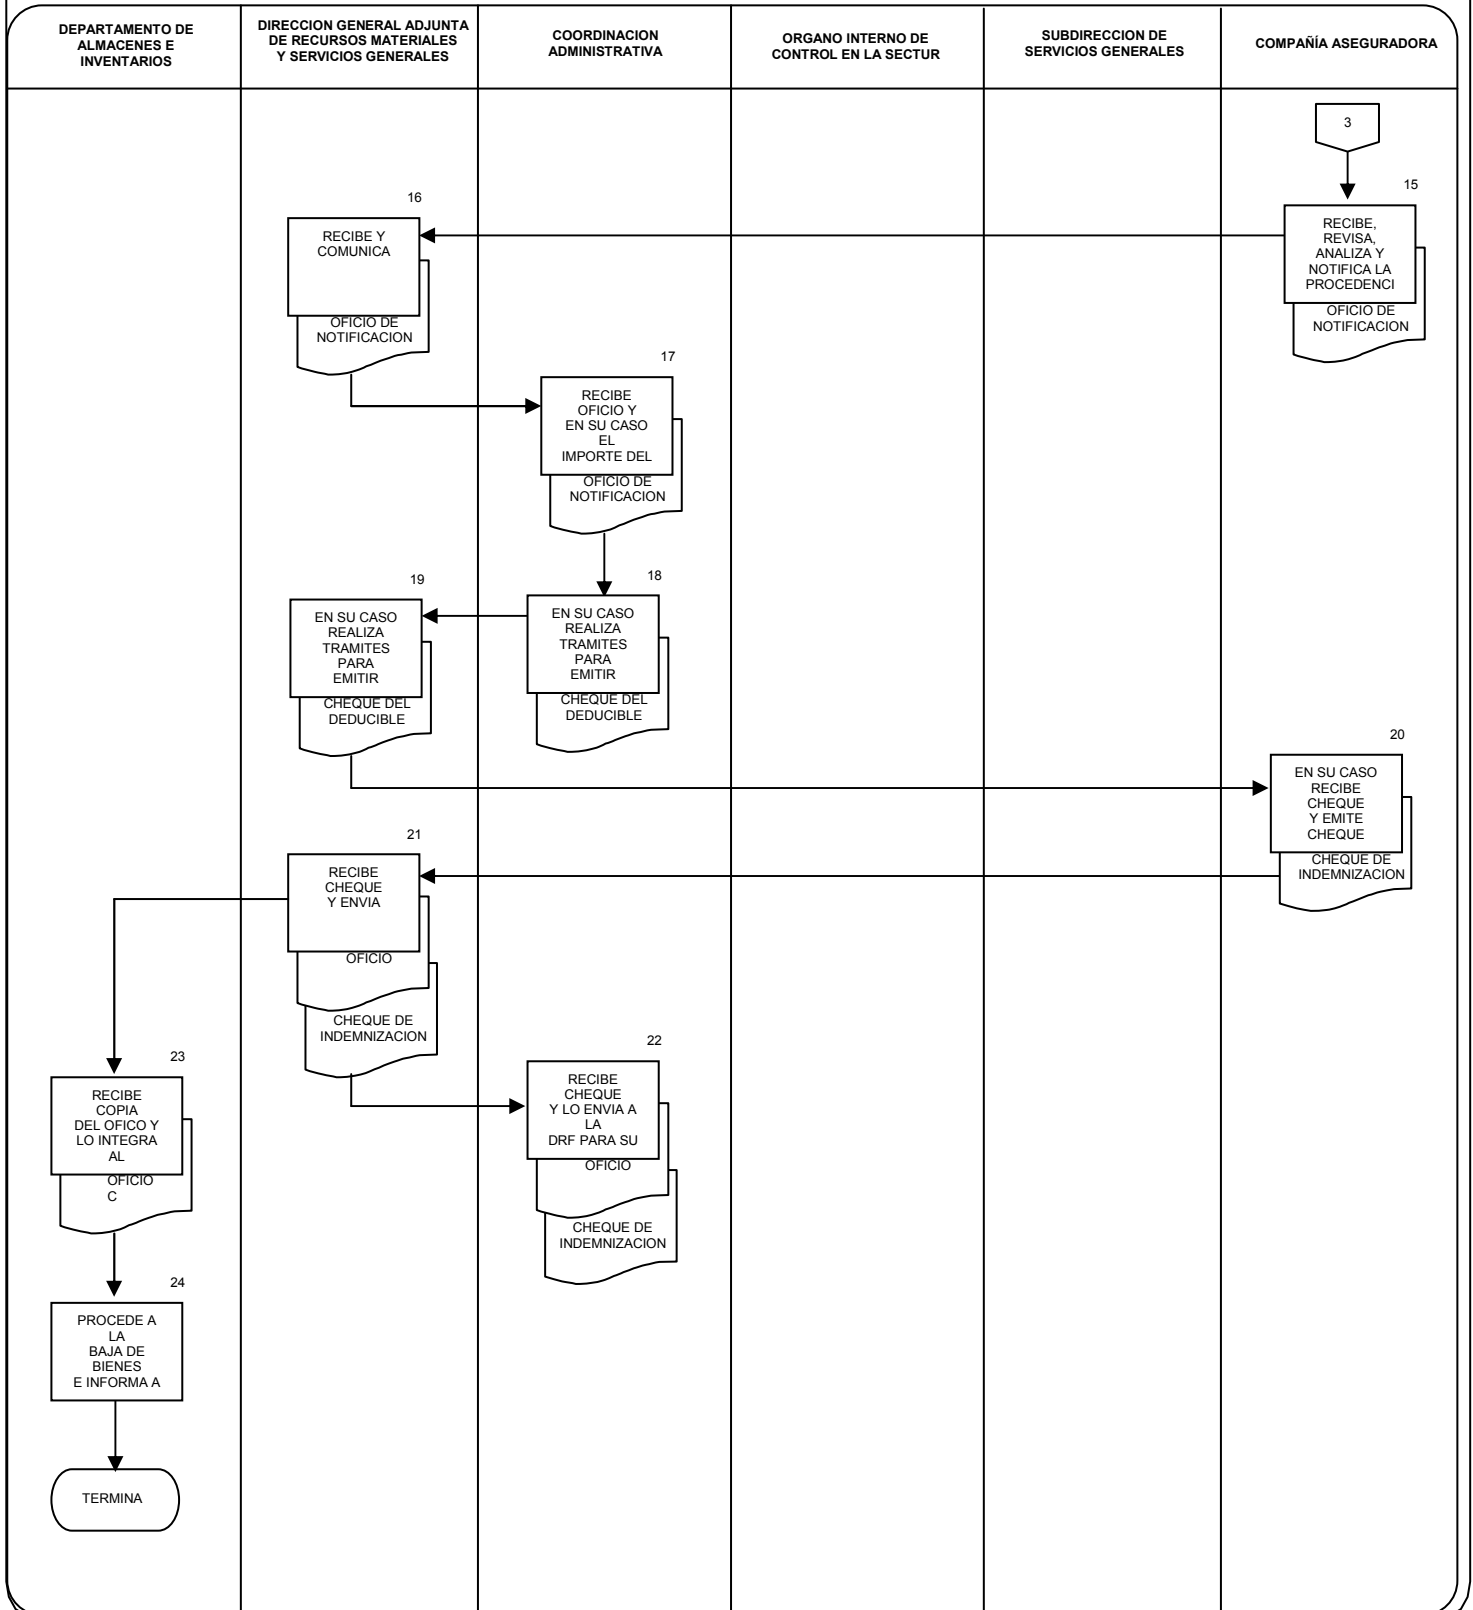 DEPARTAMENTO DE
ALMACENES E
INVENTARIOS
DIRECCION GENERAL ADJUNTA
DE RECURSOS MATERIALES
Y SERVICIOS GENERALES
COORDINACION
ADMINISTRATIVA
ORGANO INTERNO DE
CONTROL EN LA SECTUR
SUBDIRECCION DE
SERVICIOS GENERALES
COMPAÑÍA ASEGURADORA
3
15
RECIBE,
REVISA,
ANALIZA Y
NOTIFICA LA
PROCEDENCI
OFICIO DE
NOTIFICACION
16
RECIBE Y
COMUNICA
OFICIO DE
NOTIFICACION
17
RECIBE
OFICIO Y
EN SU CASO
EL
IMPORTE DEL
OFICIO DE
NOTIFICACION
18
EN SU CASO
REALIZA
TRAMITES
PARA
EMITIR
CHEQUE DEL
DEDUCIBLE
19
EN SU CASO
REALIZA
TRAMITES
PARA
EMITIR
CHEQUE DEL
DEDUCIBLE
20
EN SU CASO
RECIBE
CHEQUE
Y EMITE
CHEQUE
CHEQUE DE
INDEMNIZACION
21
RECIBE
CHEQUE
Y ENVIA
OFICIO
CHEQUE DE
INDEMNIZACION
22
RECIBE
CHEQUE
Y LO ENVIA A
LA
DRF PARA SU
OFICIO
CHEQUE DE
INDEMNIZACION
23
RECIBE
COPIA
DEL OFICO Y
LO INTEGRA
AL
OFICIO
C
24
PROCEDE A
LA
BAJA DE
BIENES
E INFORMA A
TERMINA